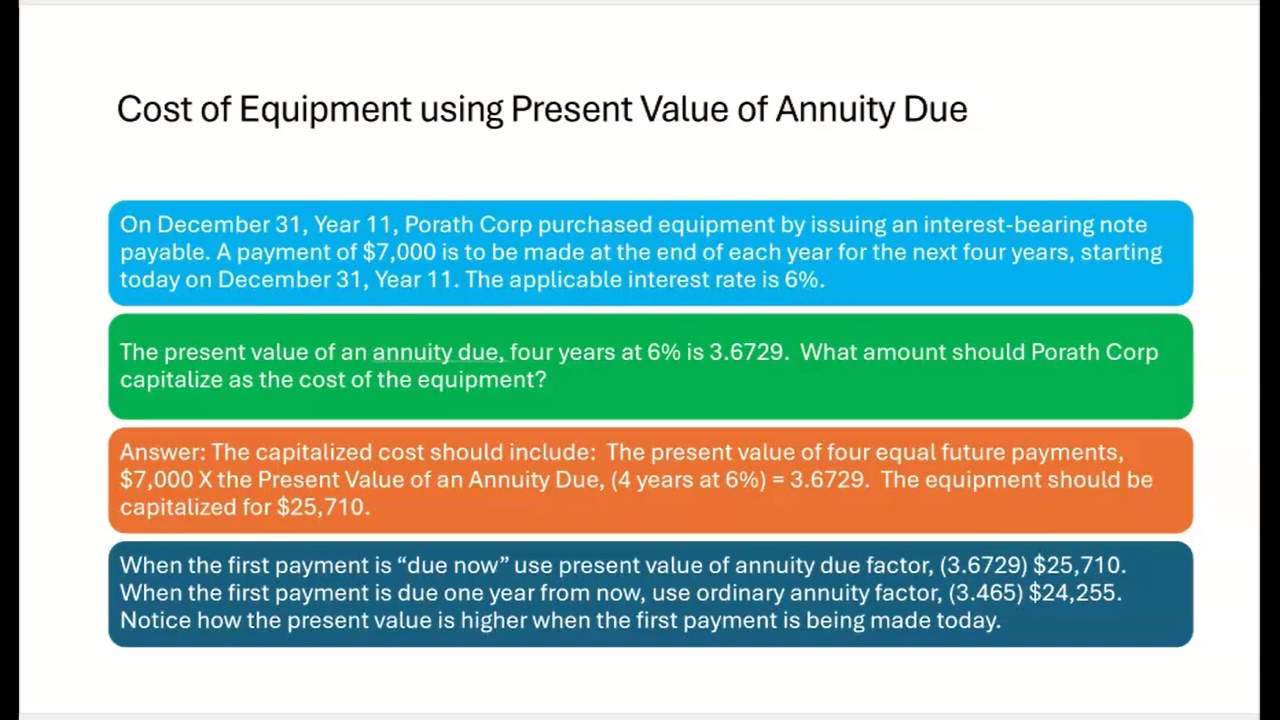 Cost of Equipment using Present Value of Annuity Due
On December 31, Year 11, Porath Corp purchased equipment by issuing an interest-bearing note
payable. A payment of $7,000 is to be made at the end of each year for the next four years, starting
today on December 31, Year 11. The applicable interest rate is 6%.
The present value of an annuity due, four years at 6% is 3.6729. What amount should Porath Corp
capitalize as the cost of the equipment?
Answer: The capitalized cost should include: The present value of four equal future payments,
$7,000 X the Present Value of an Annuity Due, (4 years at 6%) = 3.6729. The equipment should be
capitalized for $25,710.
When the first payment is “due now” use present value of annuity due factor, (3.6729) $25,710.
When the first payment is due one year from now, use ordinary annuity factor, (3.465) $24,255.
Notice how the present value is higher when the first payment is being made today.